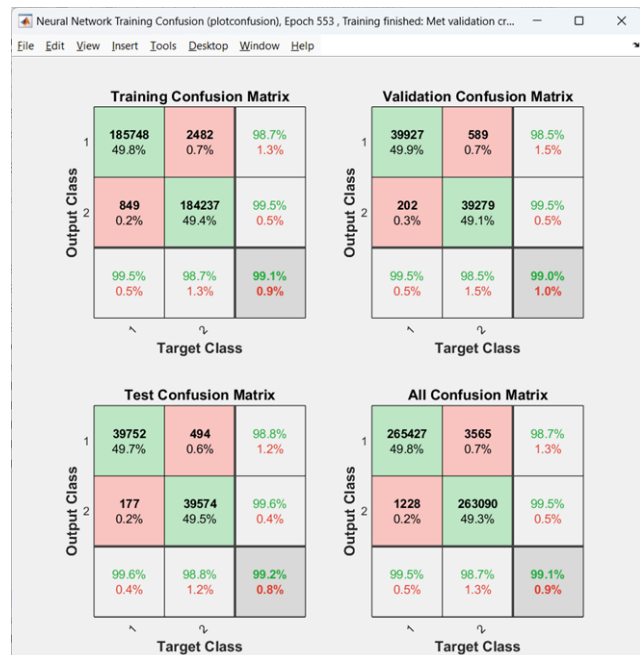 Neural Network Training Confusion (plotconfusion), Epoch 553 , Training finished: Met validation cr...
File Edit View Insert Tools Desktop Window Help
Training Confusion Matrix
185748 2482 98.7%
49.8% 0.7% 1.3%
849 184237 99.5%
0.2% 49.4% 0.5%
99.5% 98.7% 99.1%
0.5% 1.3% 0.9%
1
2
Output Class
1 2
Target Class
Validation Confusion Matrix
39927 589 98.5%
49.9% 0.7% 1.5%
202 39279 99.5%
0.3% 49.1% 0.5%
99.5% 98.5% 99.0%
0.5% 1.5% 1.0%
1
2
Output Class
1 2
Target Class
Test Confusion Matrix
39752 494 98.8%
49.7% 0.6% 1.2%
177 39574 99.6%
0.2% 49.5% 0.4%
99.6% 98.8% 99.2%
0.4% 1.2% 0.8%
1
2
Output Class
1 2
Target Class
All Confusion Matrix
265427 3565 98.7%
49.8% 0.7% 1.3%
1228 263090 99.5%
0.2% 49.3% 0.5%
99.5% 98.7% 99.1%
0.5% 1.3% 0.9%
1
2
Output Class
1 2
Target Class